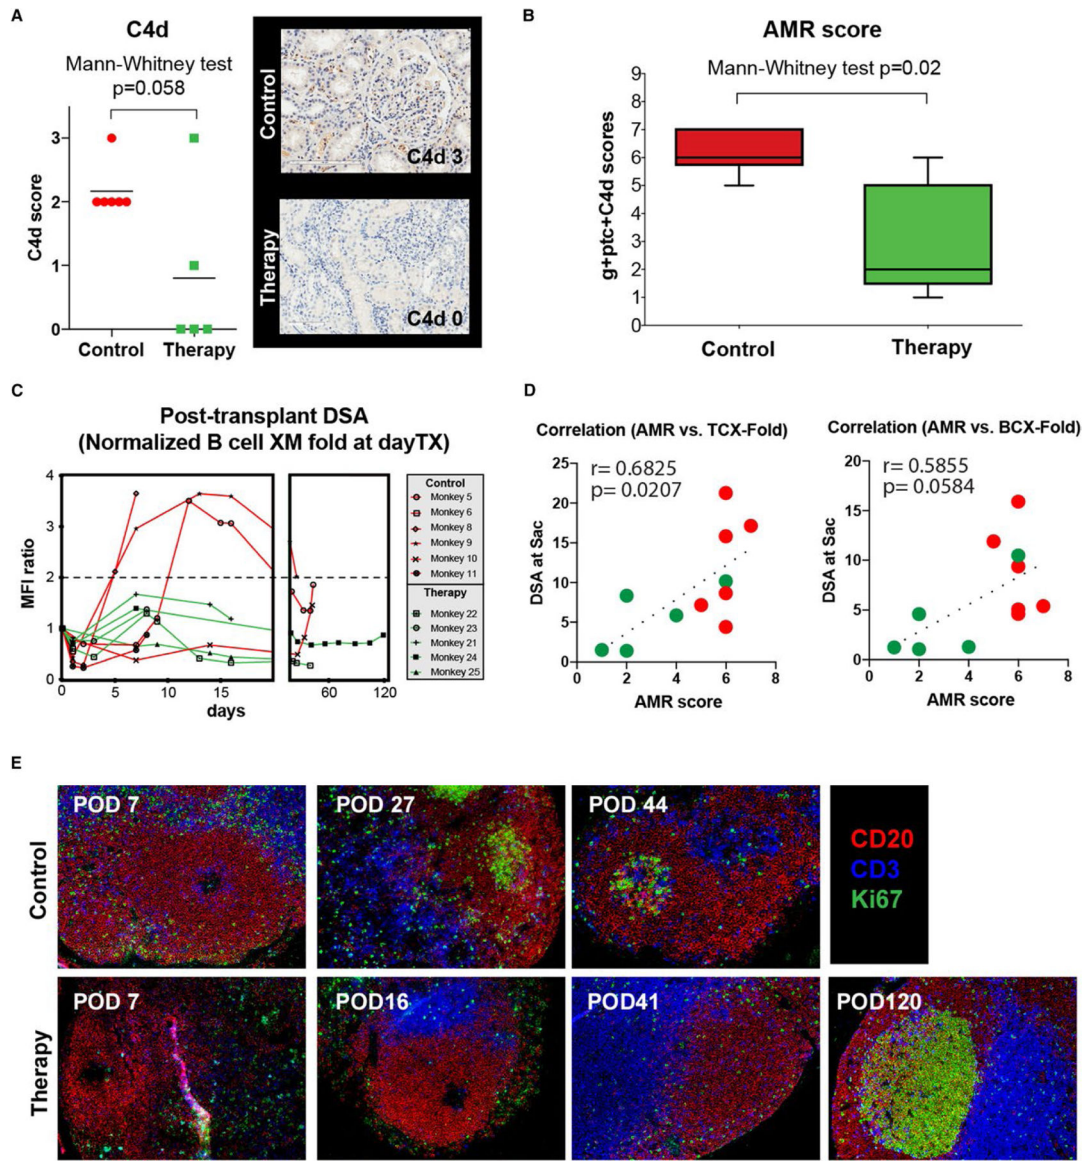 A
C4d
Mann-Whitney test
p=0.058
C4d score
3
2
1
0
Control
Therapy
Control
C4d 3
Therapy
C4d 0
B
AMR score
Mann-Whitney test p=0.02
g+ptc+C4d scores
9
8
7
6
5
4
3
2
1
0
Control
Therapy
C
Post-transplant DSA
(Normalized B cell XM fold at dayTX)
MFI ratio
4
3
2
1
0
0
5
10
15
60
120
days
Control
Monkey 5
Monkey 6
Monkey 8
Monkey 9
Monkey 10
Monkey 11
Therapy
Monkey 22
Monkey 23
Monkey 21
Monkey 24
Monkey 25
D
Correlation (AMR vs. TCX-Fold)
r= 0.6825
p= 0.0207
DSA at Sac
25
20
15
10
5
0
0
2
4
6
8
AMR score
Correlation (AMR vs. BCX-Fold)
r= 0.5855
p= 0.0584
DSA at Sac
20
15
10
5
0
0
2
4
6
8
AMR score
E
Control
POD 7
POD 27
POD 44
CD20
CD3
Ki67
Therapy
POD 7
POD16
POD41
POD120